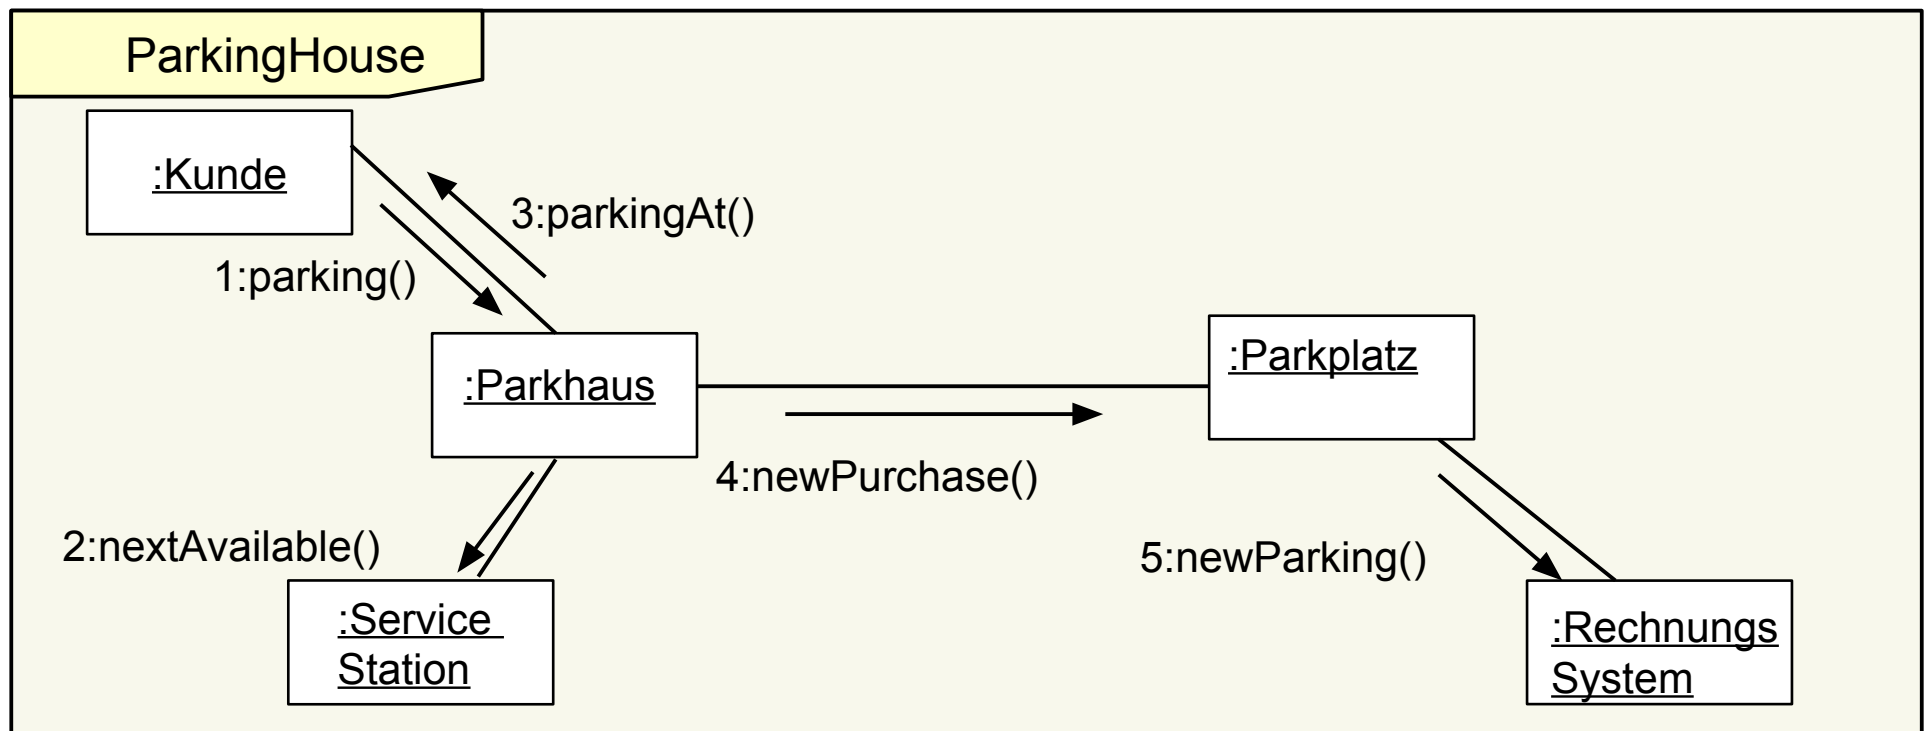 ParkingHouse
:Kunde
3:parkingAt()
1:parking()
:Parkhaus
:Parkplatz
4:newPurchase()
2:nextAvailable()
5:newParking()
:Service
Station
:Rechnungs
System